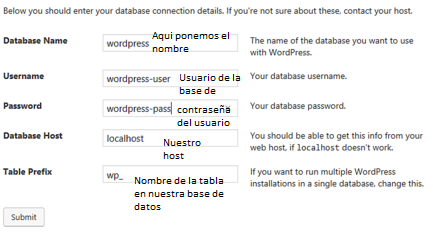 Below you should enter your database connection details. If you're not sure about these, contact your host.
Database Name
wordpress
Aqui ponemos el
nombre
The name of the database you want to use
with WordPress.
Username
wordpress-user
Usuario de la
base de
Your database username.
Password
wordpress-pass
contraseña
del usuario
Your database password.
Database Host
localhost
Nuestro
host
You should be able to get this info from your
web host, if localhost doesn't work.
Table Prefix
wp_
Nombre de la tabla
en nuestra base de
datos
If you want to run multiple WordPress
installations in a single database, change this.
Submit